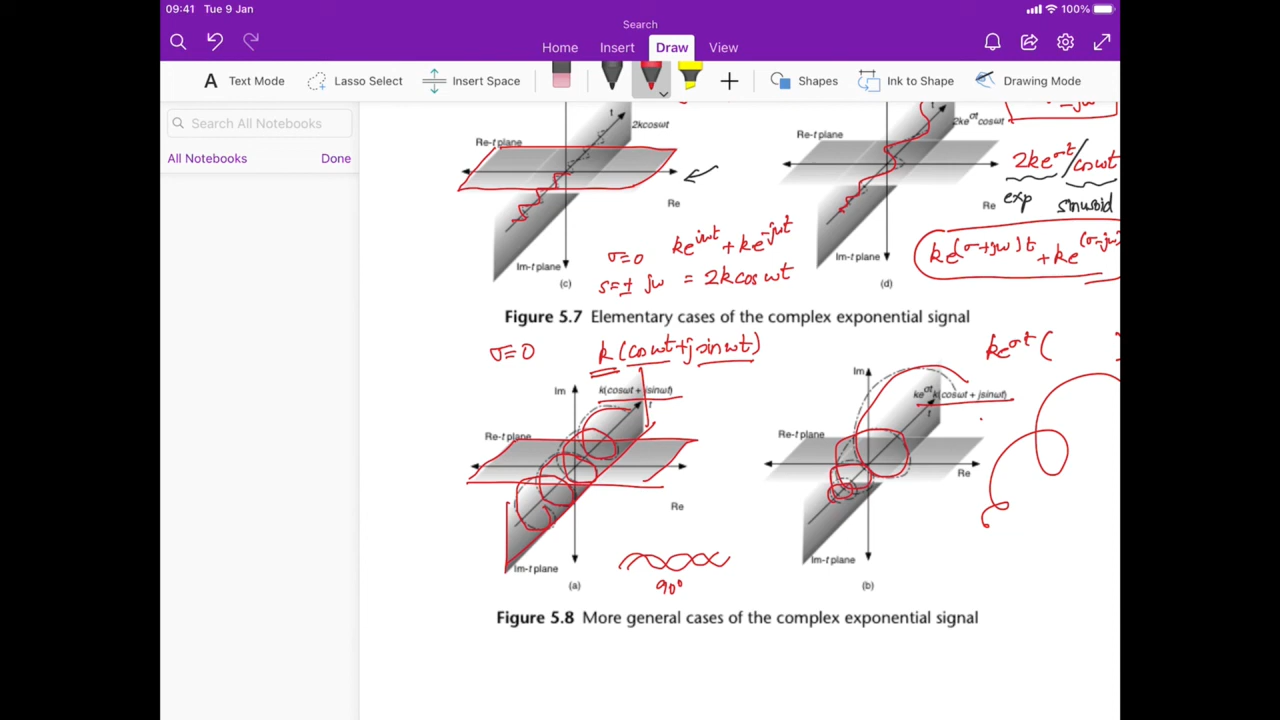 09:41 Tue 9 Jan
100%
Search
Home Insert Draw View
Text Mode Lasso Select Insert Space Shapes Ink to Shape Drawing Mode
Search All Notebooks
All Notebooks Done
t
2kcosωt
Re-t plane
Re
Im-t plane
(c)
σ=0
s=± jω
ke^jωt + ke^-jωt
= 2kcos ωt
t
2ke^σt cosωt
Re-t plane
Re
Im-t plane
(d)
2ke^σt/cosωt
exp sinusoid
ke^(σ+jω)t + ke^(σ-jω)
Figure 5.7 Elementary cases of the complex exponential signal
σ=0
k(cosωt+jsinωt)
Im
k(cosωt + jsinωt)
t
Re-t plane
Re
Im-t plane
(a)
90°
ke^σt(
Im
ke^σt k(cosωt + jsinωt)
t
Re-t plane
Re
Im-t plane
(b)
Figure 5.8 More general cases of the complex exponential signal